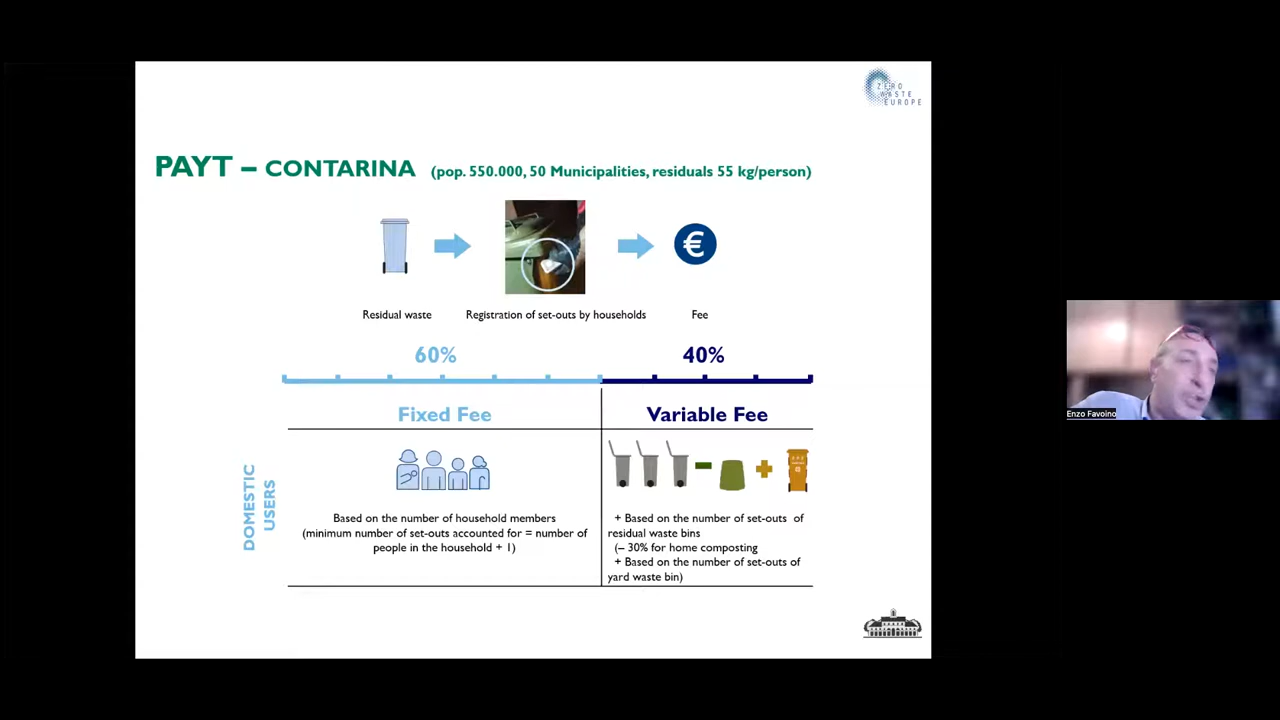 ZERO
WASTE
EUROPE
PAYT – CONTARINA (pop. 550.000, 50 Municipalities, residuals 55 kg/person)
€
Residual waste
Registration of set-outs by households
Fee
60%
40%
Fixed Fee
Variable Fee
DOMESTIC
USERS
Based on the number of household members
(minimum number of set-outs accounted for = number of
people in the household + 1)
+ Based on the number of set-outs of
residual waste bins
(– 30% for home composting
+ Based on the number of set-outs of
yard waste bin)
Enzo Favoino